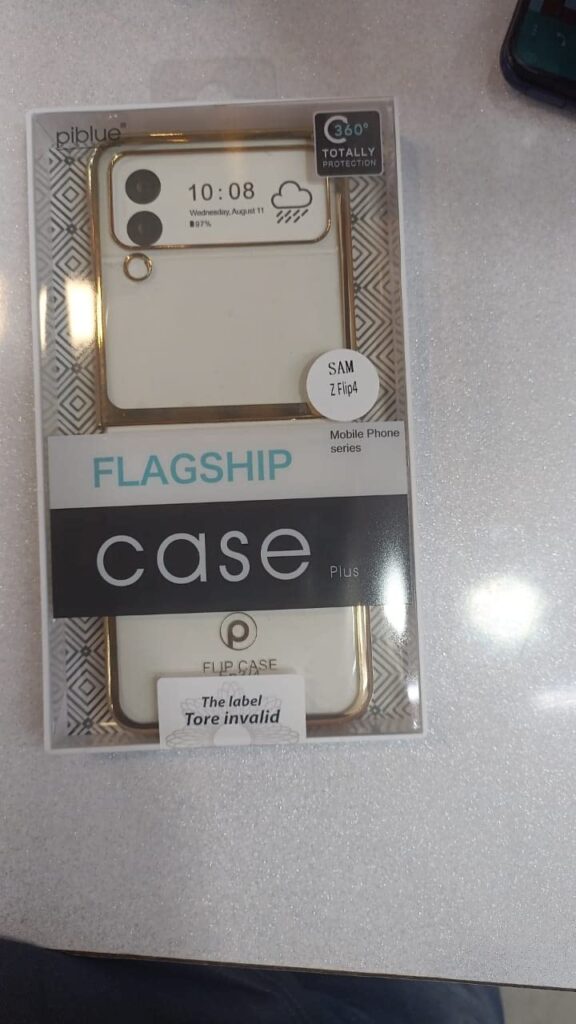 piblue®
360°
TOTALLY
PROTECTION
10:08
Wednesday, August 11
97%
SAM
Z Flip4
Mobile Phone
series
FLAGSHIP
case Plus
p
FLIP CASE
The label
Tore invalid